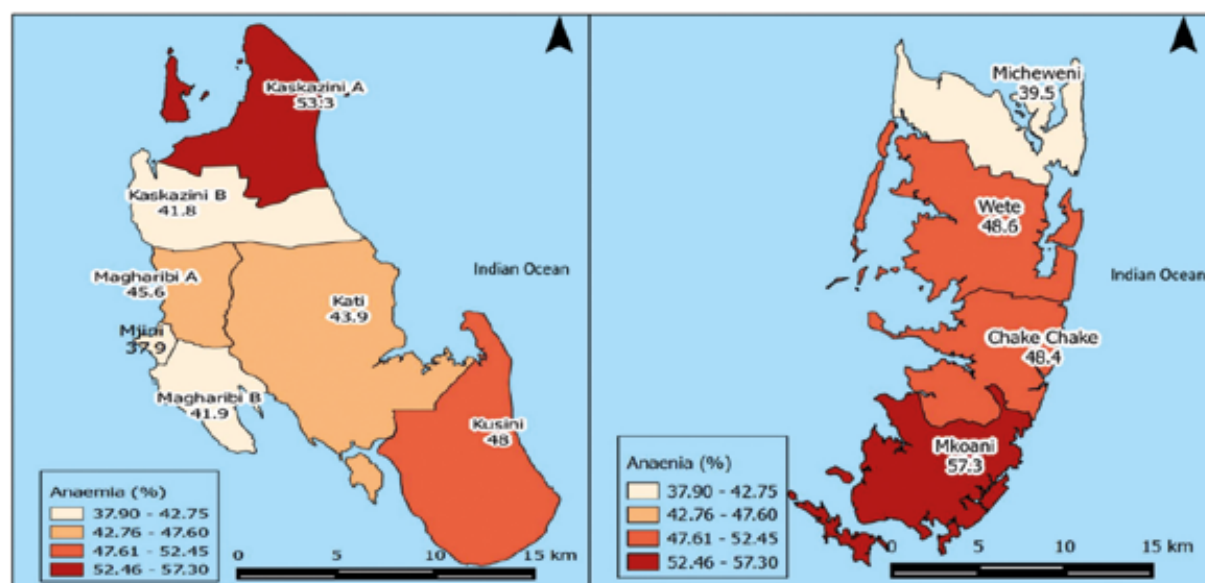 Kaskazini A
53.3
Kaskazini B
41.8
Magharibi A
45.6
Kati
43.9
Mjini
37.9
Magharibi B
41.9
Kusini
48
Indian Ocean
Anaemia (%)
37.90 - 42.75
42.76 - 47.60
47.61 - 52.45
52.46 - 57.30
0 5 10 15 km
Micheweni
39.5
Wete
48.6
Indian Ocean
Chake Chake
48.4
Mkoani
57.3
Anaenia (%)
37.90 - 42.75
42.76 - 47.60
47.61 - 52.45
52.46 - 57.30
0 5 10 15 km